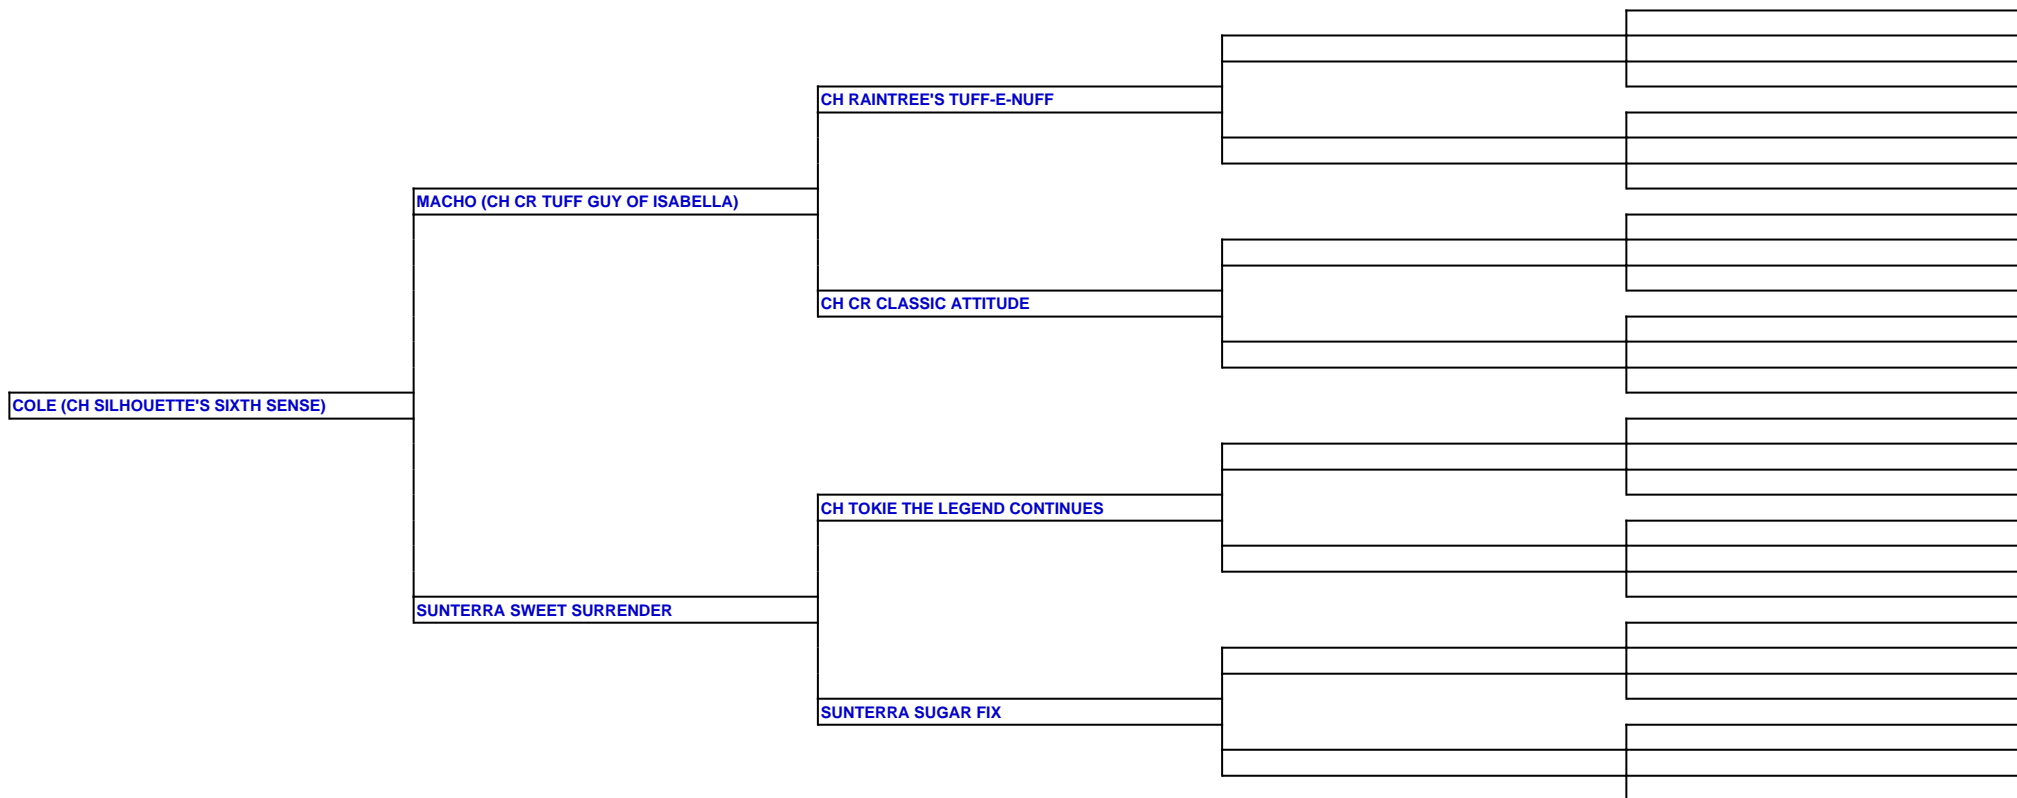 CH RAINTREE'S TUFF-E-NUFF
MACHO (CH CR TUFF GUY OF ISABELLA)
CH CR CLASSIC ATTITUDE
COLE (CH SILHOUETTE'S SIXTH SENSE)
CH TOKIE THE LEGEND CONTINUES
SUNTERRA SWEET SURRENDER
SUNTERRA SUGAR FIX